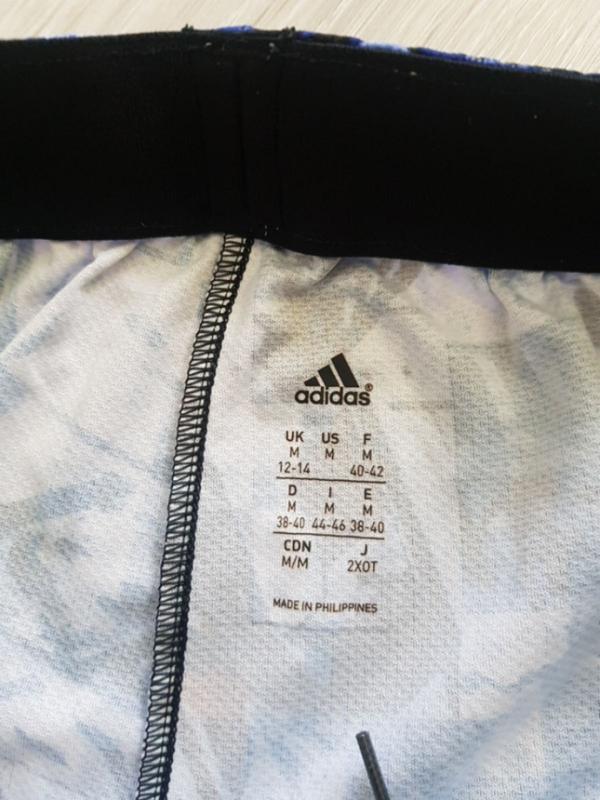 adidas®
UK US F
M M M
12-14 40-42
D I E
M M M
38-40 44-46 38-40
CDN J
M/M 2XOT
MADE IN PHILIPPINES